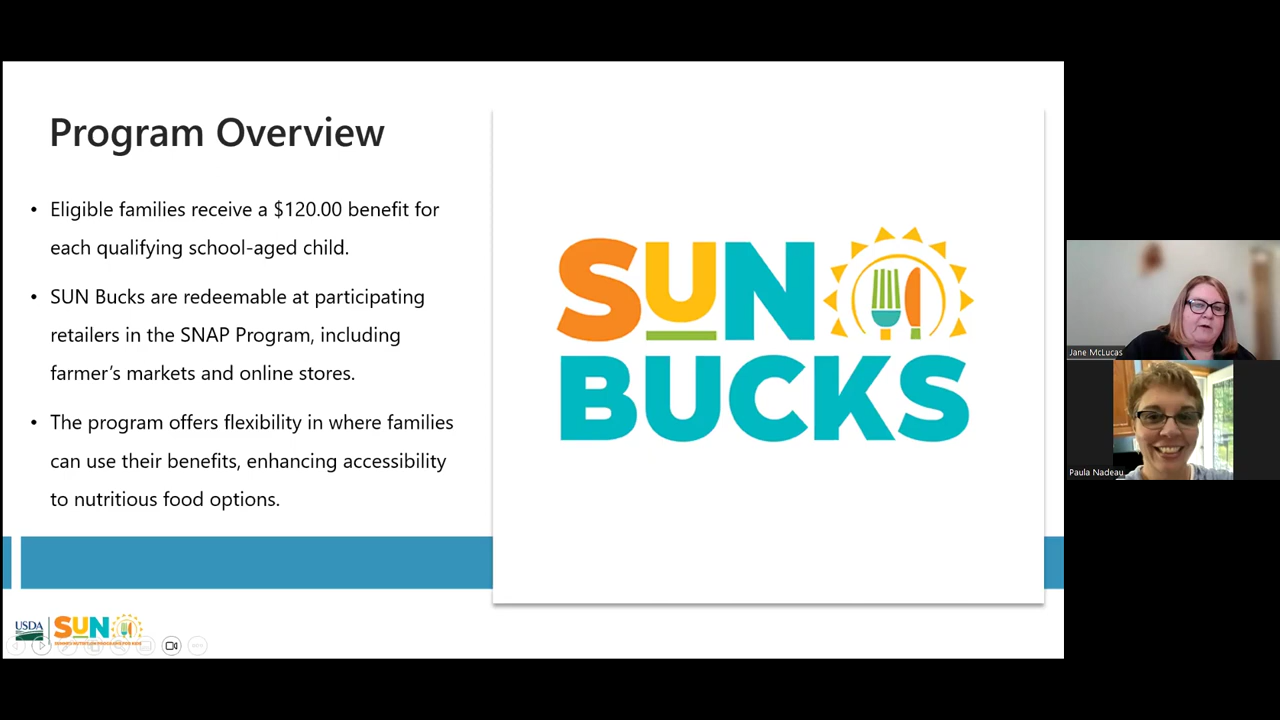 Program Overview
• Eligible families receive a $120.00 benefit for
each qualifying school-aged child.
• SUN Bucks are redeemable at participating
retailers in the SNAP Program, including
farmer’s markets and online stores.
• The program offers flexibility in where families
can use their benefits, enhancing accessibility
to nutritious food options.
SUN
BUCKS
Jane McLucas
Paula Nadeau
USDA
SUN